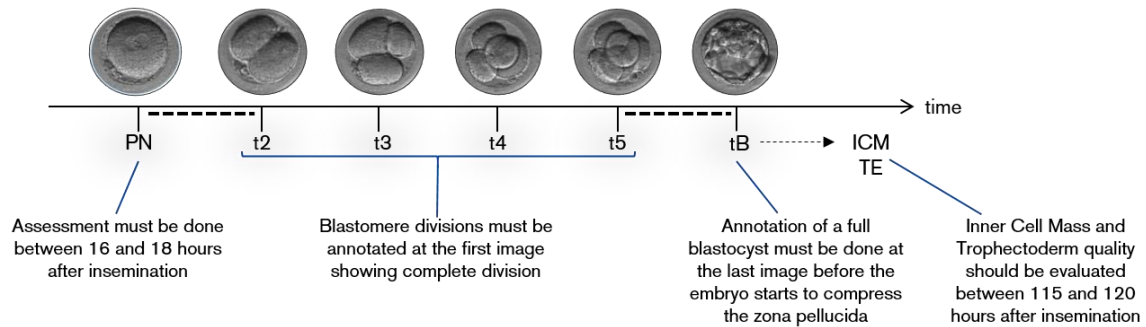 time
PN
t2
t3
t4
t5
tB
ICM
TE
Assessment must be done
between 16 and 18 hours
after insemination
Blastomere divisions must be
annotated at the first image
showing complete division
Annotation of a full
blastocyst must be done at
the last image before the
embryo starts to compress
the zona pellucida
Inner Cell Mass and
Trophectoderm quality
should be evaluated
between 115 and 120
hours after insemination